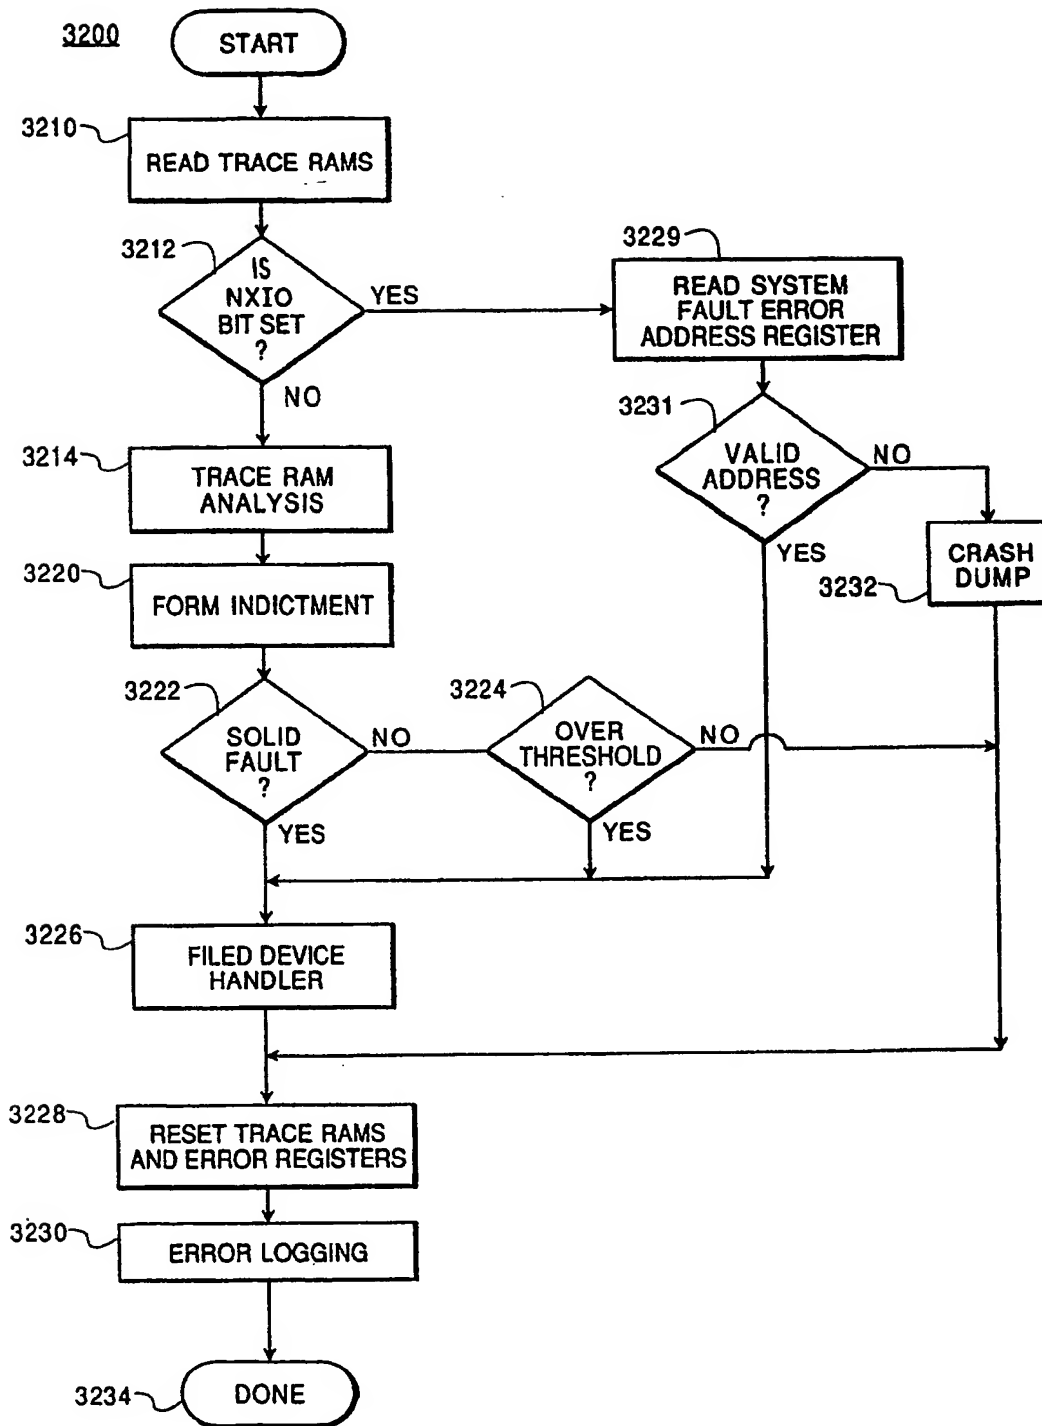 3200
START
3210
READ TRACE RAMS
3212
IS
NXIO
BIT SET
?
YES
NO
3229
READ SYSTEM
FAULT ERROR
ADDRESS REGISTER
3231
VALID
ADDRESS
?
NO
YES
3214
TRACE RAM
ANALYSIS
CRASH
DUMP
3232
3220
FORM INDICTMENT
3222
SOLID
FAULT
?
NO
YES
3224
OVER
THRESHOLD
?
NO
YES
3226
FILED DEVICE
HANDLER
3228
RESET TRACE RAMS
AND ERROR REGISTERS
3230
ERROR LOGGING
3234
DONE